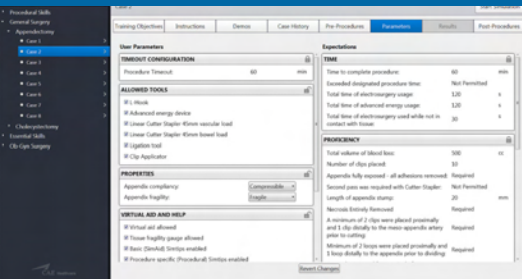 Procedural Skills
General Surgery
Appendectomy
Case 1
Case 2
Case 3
Case 4
Case 5
Case 6
Case 7
Case 8
Cholecystectomy
Essential Skills
Ob-Gyn Surgery
Training Objectives
Instructions
Demos
Case History
Pre-Procedures
Parameters
Results
Post-Procedures
User Parameters
TIMEOUT CONFIGURATION
Procedure Timeout: 60 min
ALLOWED TOOLS
L-Hook
Advanced energy device
Linear Cutter Stapler 45mm vascular load
Linear Cutter Stapler 45mm bowel load
Ligation tool
Clip Applicator
PROPERTIES
Appendix compliancy: Compressible
Appendix fragility: Fragile
VIRTUAL AID AND HELP
Virtual aid allowed
Tissue fragility gauge allowed
Basic (SimAid) Simtips enabled
Procedure specific (Procedural) Simtips enabled
Expectations
TIME
Time to complete procedure: 60 min
Exceeded designated procedure time: Not Permitted
Total time of electrosurgery usage: 120 s
Total time of advanced energy usage: 120 s
Total time of electrosurgery used while not in 30 s
contact with tissue:
PROFICIENCY
Total volume of blood loss: 500 cc
Number of clips placed: 10
Appendix fully exposed - all adhesions removed: Required
Second pass was required with Cutter Stapler: Not Permitted
Length of appendix stump: 20 mm
Necrosis Entirely Removed Required
A minimum of 2 clips were placed proximally
and 1 clip distally to the meso-appendix artery Required
prior to cutting:
Minimum of 2 loops were placed proximally and Required
1 loop distally to the appendix prior to dividing:
Revert Changes
CAE Healthcare